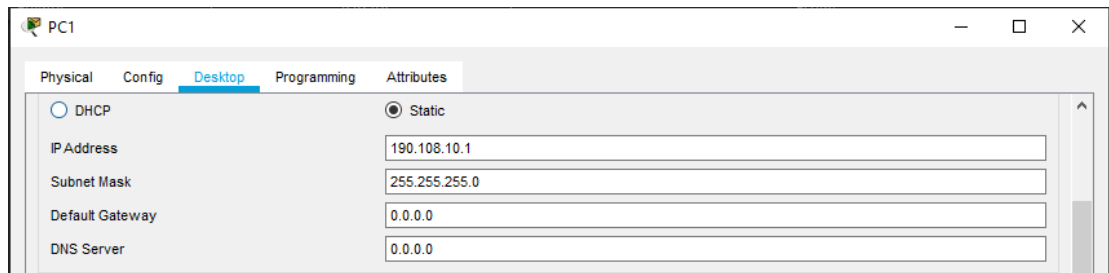 PC1
Physical Config Desktop Programming Attributes
DHCP Static
IP Address 190.108.10.1
Subnet Mask 255.255.255.0
Default Gateway 0.0.0.0
DNS Server 0.0.0.0